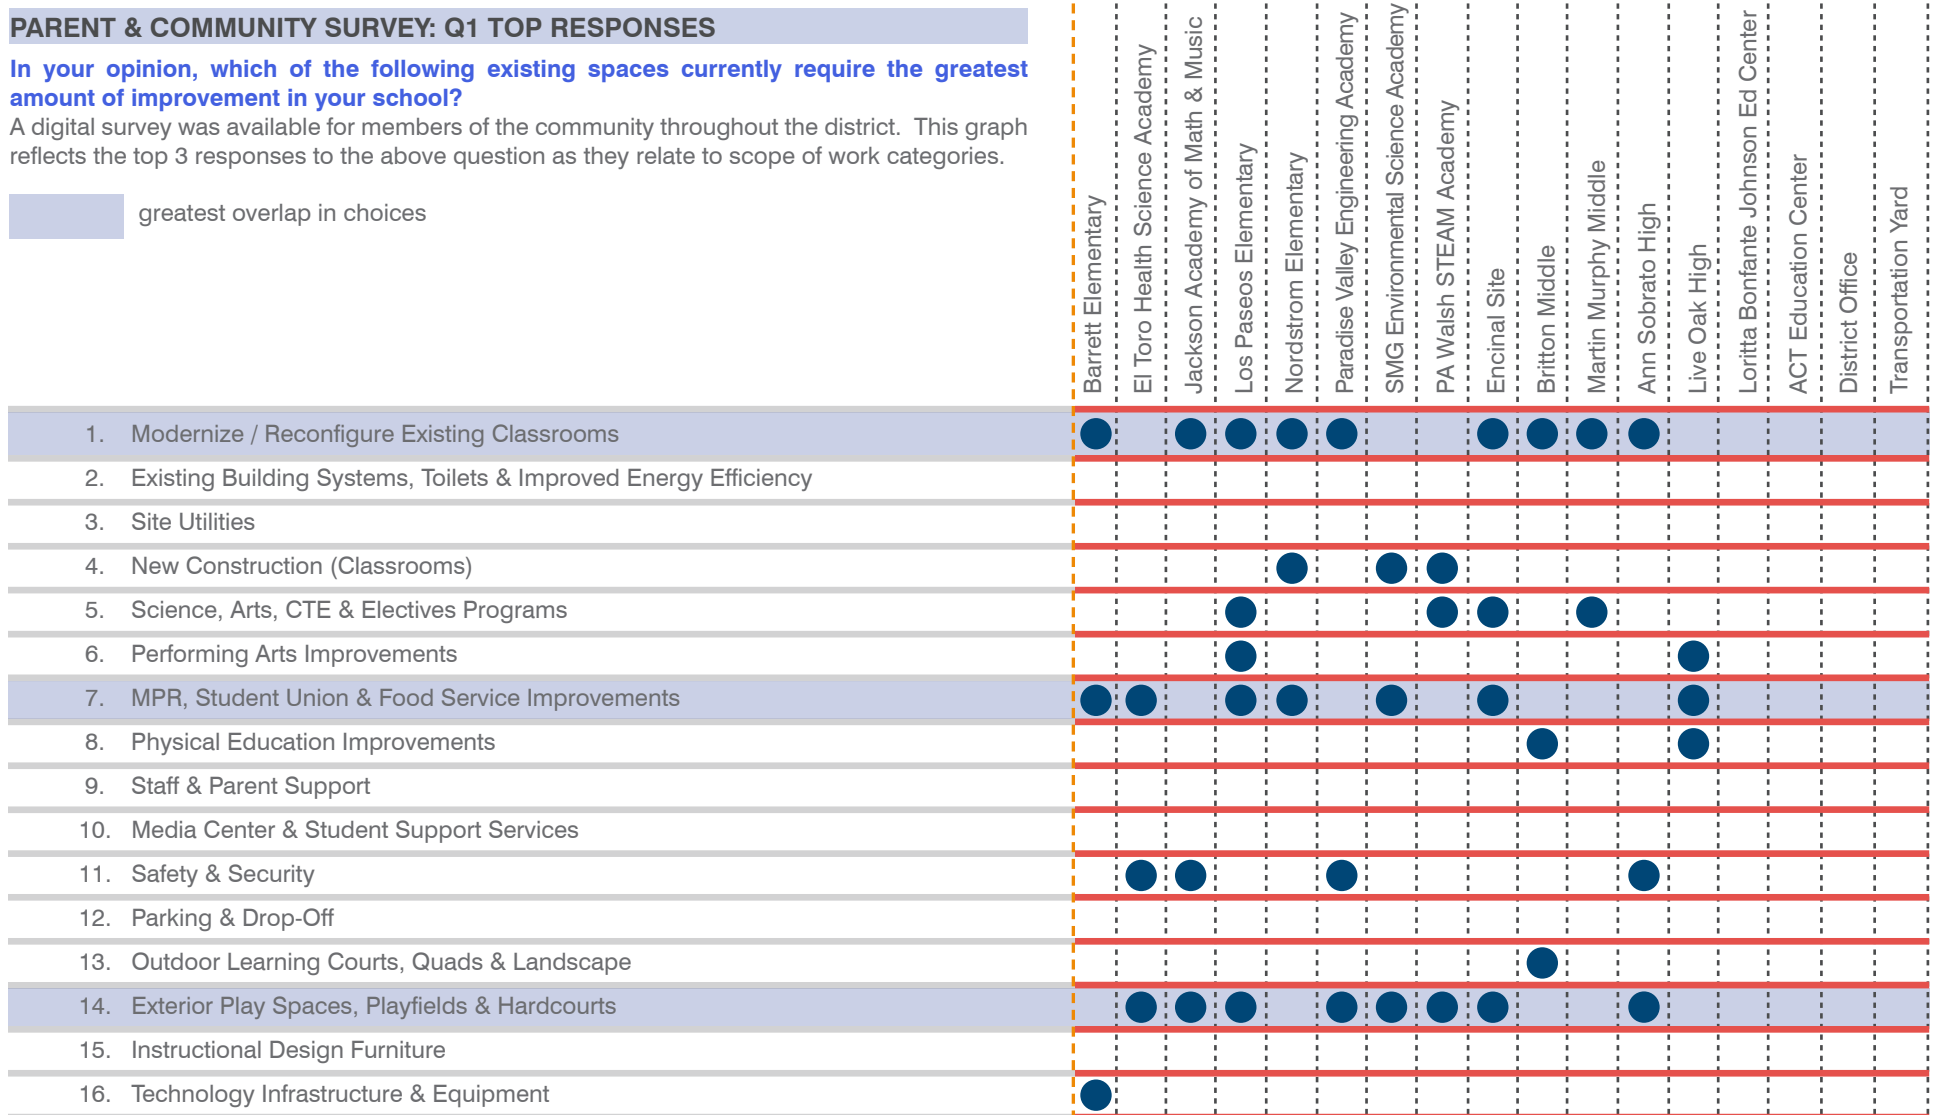 PARENT & COMMUNITY SURVEY: Q1 TOP RESPONSES
In your opinion, which of the following existing spaces currently require the greatest
amount of improvement in your school?
A digital survey was available for members of the community throughout the district.  This graph
reflects the top 3 responses to the above question as they relate to scope of work categories.
greatest overlap in choices
Barrett Elementary
El Toro Health Science Academy
Jackson Academy of Math & Music
Los Paseos Elementary
Nordstrom Elementary
Paradise Valley Engineering Academy
SMG Environmental Science Academy
PA Walsh STEAM Academy
Encinal Site
Britton Middle
Martin Murphy Middle
Ann Sobrato High
Live Oak High
Loritta Bonfante Johnson Ed Center
ACT Education Center
District Office
Transportation Yard
1. Modernize / Reconfigure Existing Classrooms
2. Existing Building Systems, Toilets & Improved Energy Efficiency
3. Site Utilities
4. New Construction (Classrooms)
5. Science, Arts, CTE & Electives Programs
6. Performing Arts Improvements
7. MPR, Student Union & Food Service Improvements
8. Physical Education Improvements
9. Staff & Parent Support
10. Media Center & Student Support Services
11. Safety & Security
12. Parking & Drop-Off
13. Outdoor Learning Courts, Quads & Landscape
14. Exterior Play Spaces, Playfields & Hardcourts
15. Instructional Design Furniture
16. Technology Infrastructure & Equipment